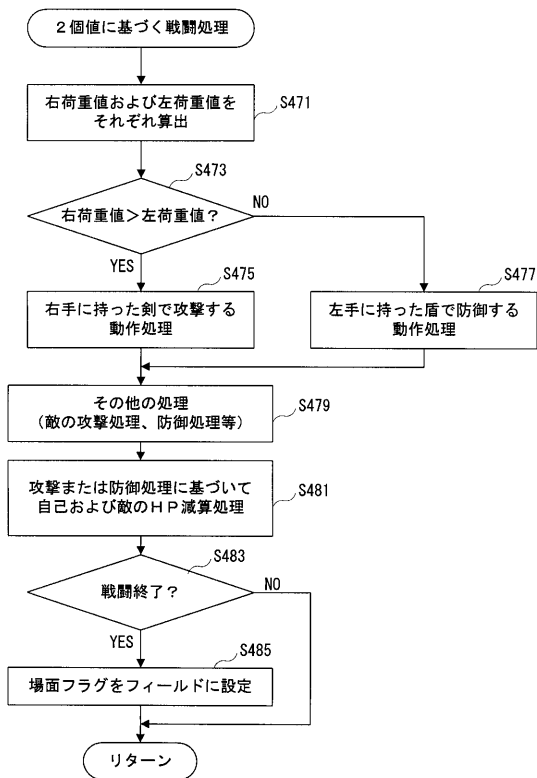 ２個値に基づく戦闘処理
右荷重値および左荷重値を
それぞれ算出
S471
S473
右荷重値＞左荷重値？
NO
YES
S475
右手に持った剣で攻撃する
動作処理
S477
左手に持った盾で防御する
動作処理
その他の処理
（敵の攻撃処理、防御処理等）
S479
攻撃または防御処理に基づいて
自己および敵のＨＰ減算処理
S481
S483
戦闘終了？
NO
YES
S485
場面フラグをフィールドに設定
リターン